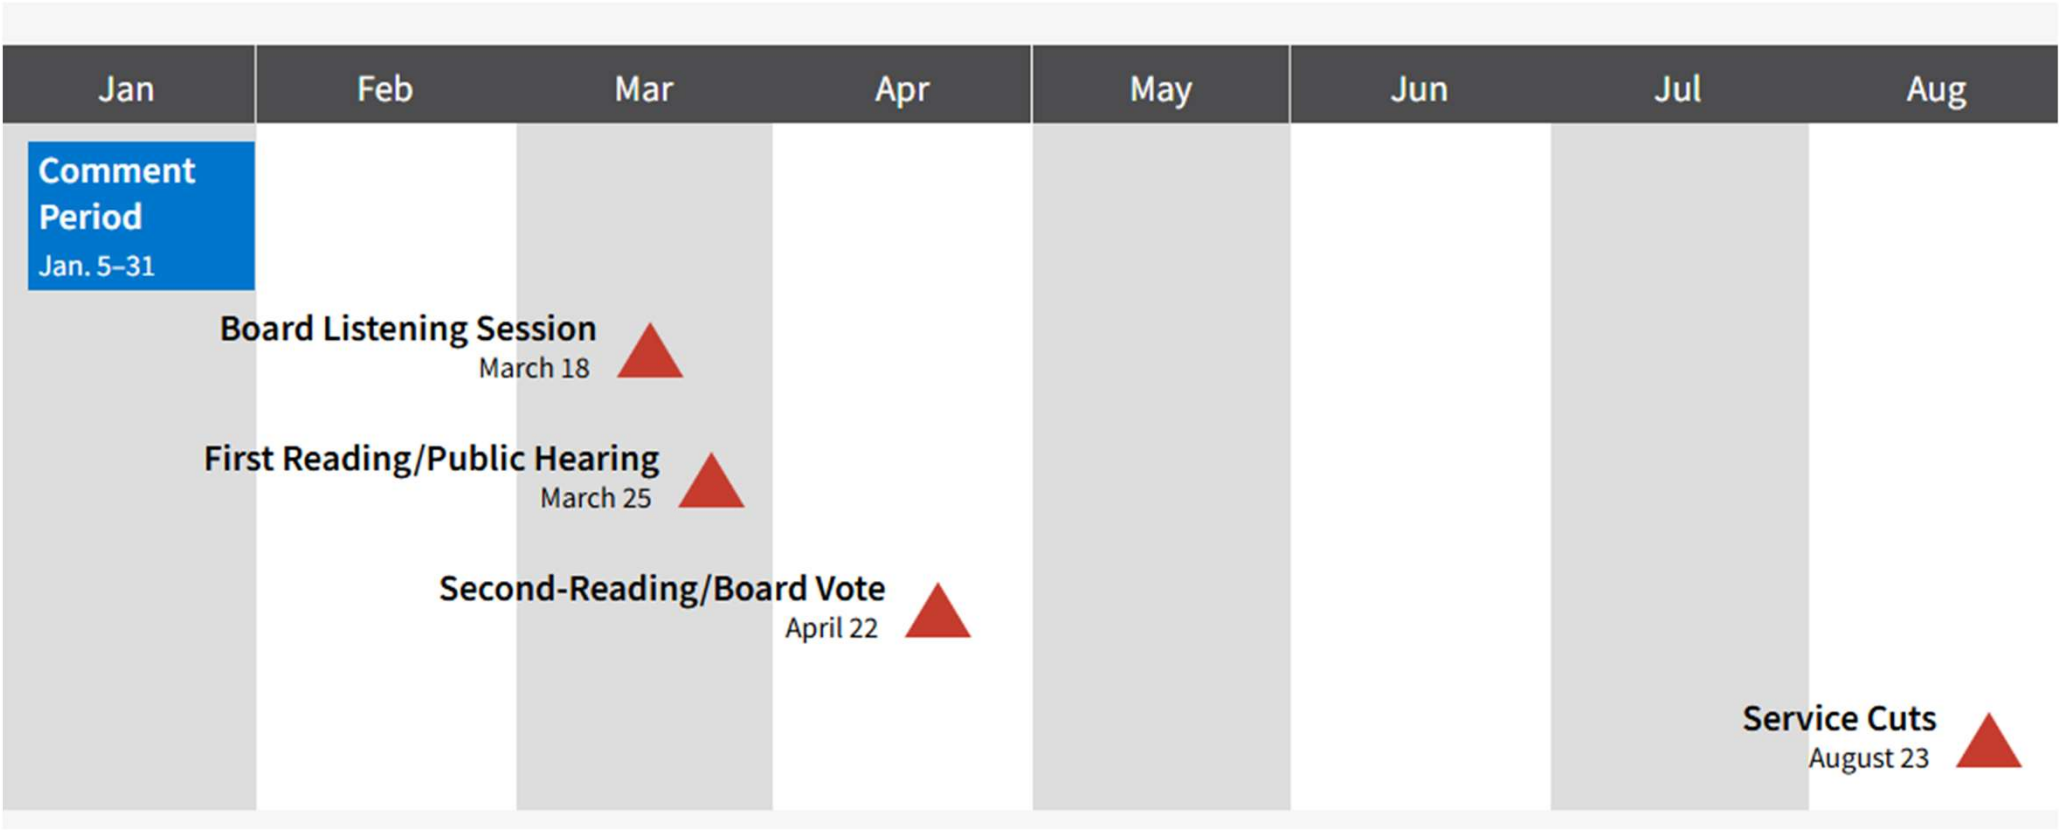 Jan Feb Mar Apr May Jun Jul Aug
Comment
Period
Jan. 5–31
Board Listening Session
March 18
First Reading/Public Hearing
March 25
Second-Reading/Board Vote
April 22
Service Cuts
August 23